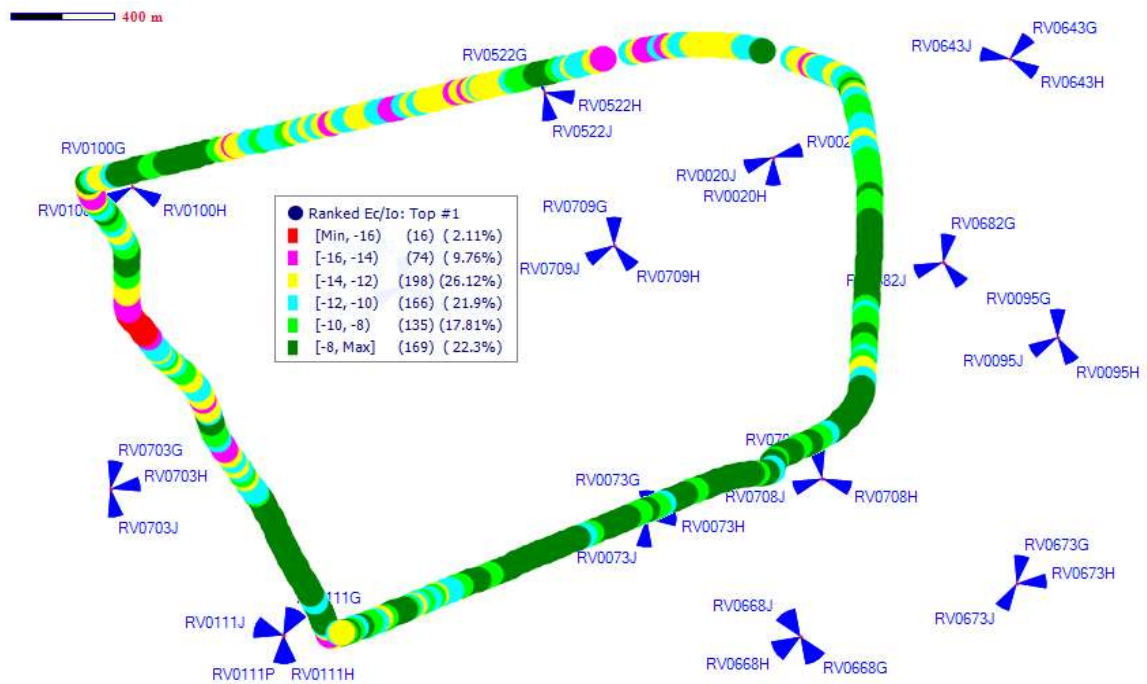 400 m
RV0643G
RV0643J
RV0643H
RV0522G
RV0522H
RV0522J
RV0100G
RV0100H
RV0020J
RV0020H
RV0709G
RV0709J
RV0709H
RV0682G
RV0095G
RV0095J
RV0095H
Ranked Ec/Io: Top #1
[Min, -16) (16) ( 2.11%)
[-16, -14) (74) ( 9.76%)
[-14, -12) (198) (26.12%)
[-12, -10) (166) ( 21.9%)
[-10, -8) (135) (17.81%)
[-8, Max] (169) ( 22.3%)
RV0703G
RV0703H
RV0703J
RV0073G
RV0073H
RV0073J
RV0708J
RV0708H
RV0673G
RV0673H
RV0673J
RV0111J
RV0111P
RV0111H
RV0668J
RV0668H
RV0668G